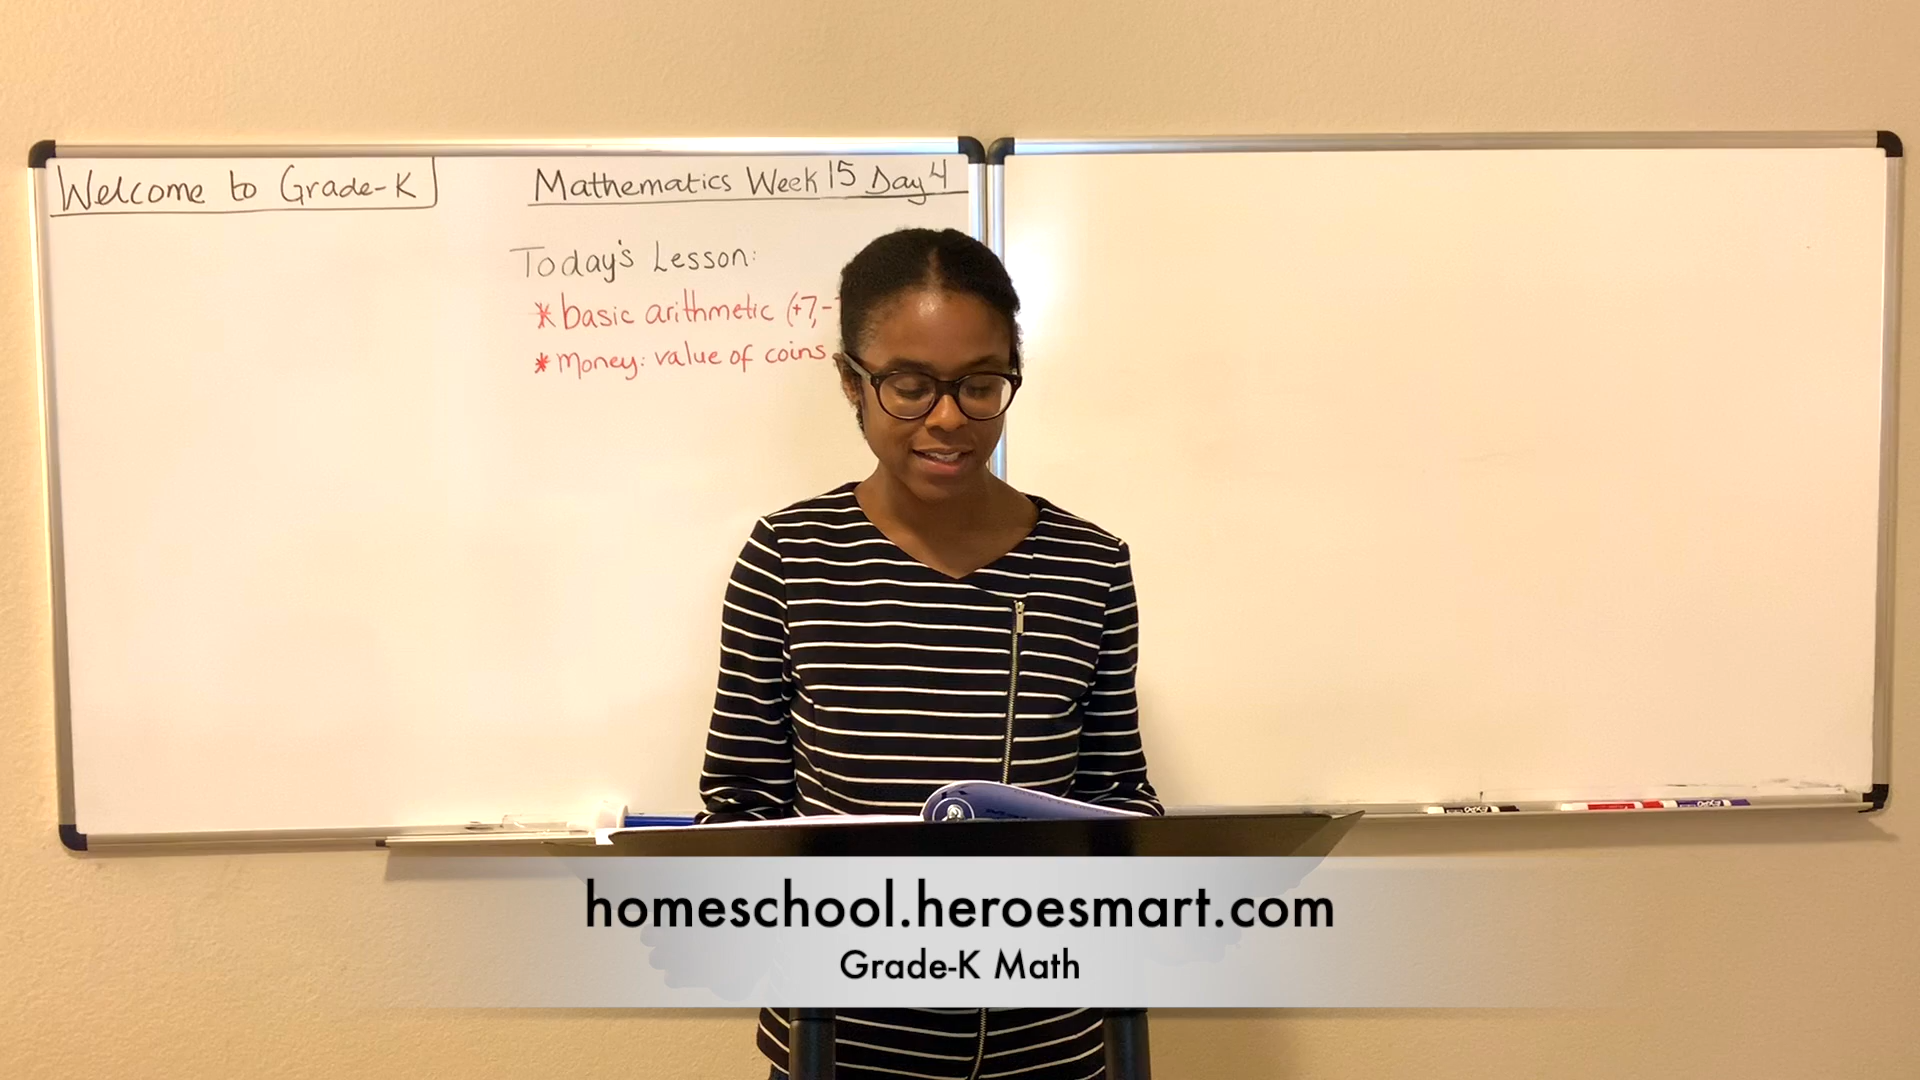 Welcome to Grade-K
Mathematics Week 15 Day 4
Today's Lesson:
* basic arithmetic (+7,-
* Money: value of coins
homeschool.heroesmart.com
Grade-K Math